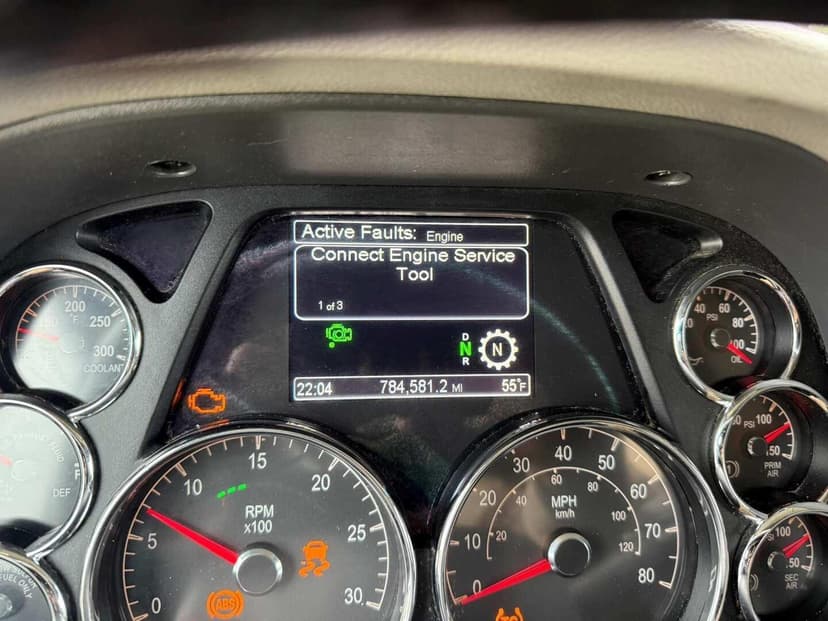 Active Faults: Engine
Connect Engine Service
Tool
1 of 3
D
N
R
N
22:04 784,581.2 MI 55°F
200
250
300
°F
COOLANT
DEF
FUEL ONLY
0
5
10
15
20
25
30
RPM
x100
ABS
0
10
20
30
40
50
60
70
80
MPH
km/h
20
40
60
80
100
120
TC
40
60
80
100
PSI
OIL
PSI
100
150
PRIM
AIR
100
150
SEC
AIR